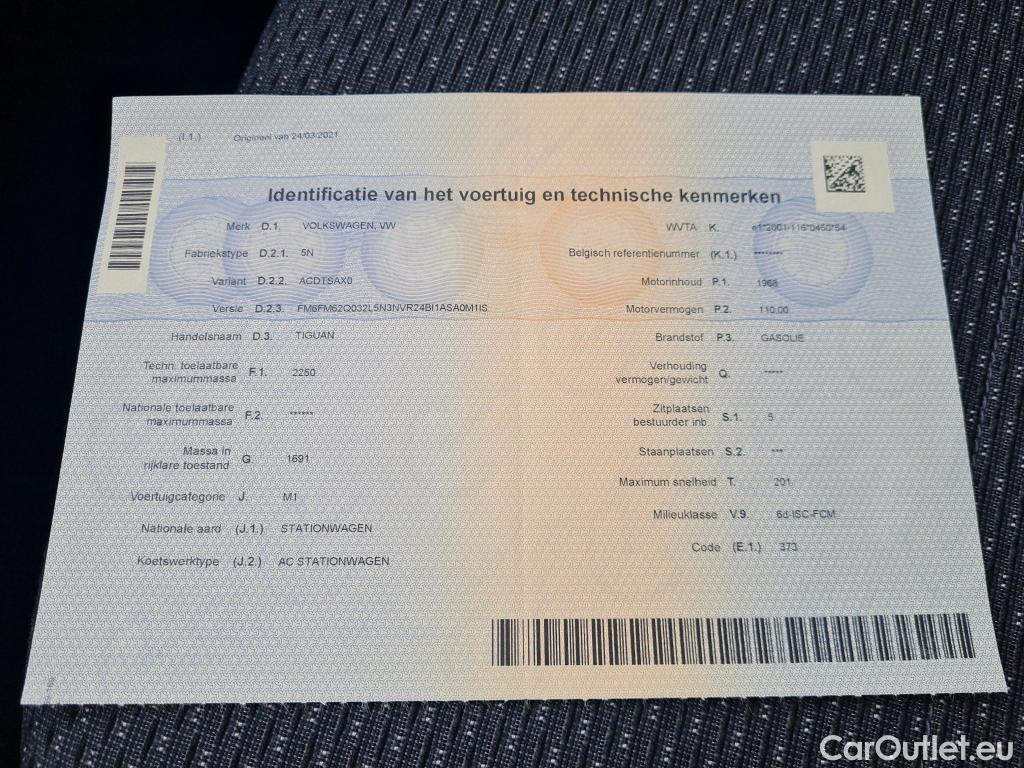 (I.1.) Origineel van 24/03/2021
Identificatie van het voertuig en technische kenmerken
Merk D.1. VOLKSWAGEN, VW
Fabriekstype D.2.1. 5N
Variant D.2.2. ACDTSAX0
Versie D.2.3. FM6FM62Q032L5N3NVR24BI1ASA0M1IS
Handelsnaam D.3. TIGUAN
Techn. toelaatbare
maximummassa F.1. 2250
Nationale toelaatbare
maximummassa F.2. ******
Massa in
rijklare toestand G. 1691
Voertuigcategorie J. M1
Nationale aard (J.1.) STATIONWAGEN
Koetswerktype (J.2.) AC STATIONWAGEN
WVTA K. e1*2001/116*0450*54
Belgisch referentienummer (K.1.) ********
Motorinhoud P.1. 1968
Motorvermogen P.2. 110.00
Brandstof P.3. GASOLIE
Verhouding
vermogen/gewicht Q. *****
Zitplaatsen
bestuurder inb. S.1. 5
Staanplaatsen S.2. ***
Maximum snelheid T. 201
Milieuklasse V.9. 6d-ISC-FCM
Code (E.1.) 373
CarOutlet.eu